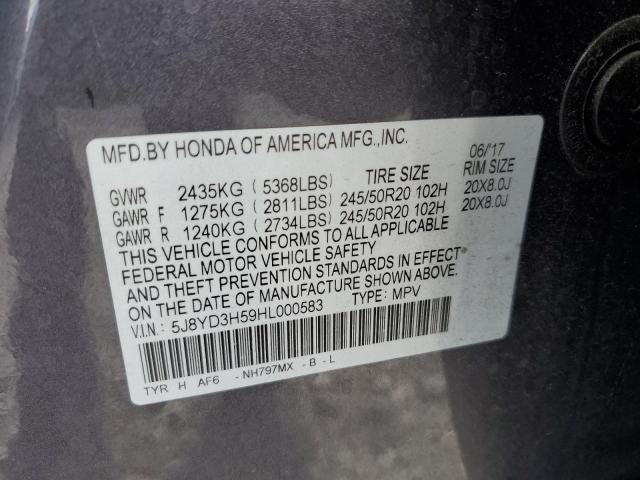 MFD.BY HONDA OF AMERICA MFG.,INC. 06/17
TIRE SIZE RIM SIZE
GVWR 2435KG ( 5368LBS)
GAWR F 1275KG ( 2811LBS) 245/50R20 102H 20X8.0J
GAWR R 1240KG ( 2734LBS) 245/50R20 102H 20X8.0J
THIS VEHICLE CONFORMS TO ALL APPLICABLE
FEDERAL MOTOR VEHICLE SAFETY
AND THEFT PREVENTION STANDARDS IN EFFECT
ON THE DATE OF MANUFACTURE SHOWN ABOVE.
V.I.N.: 5J8YD3H59HL000583 TYPE: MPV
TYR H AF6 -NH797MX -B-L